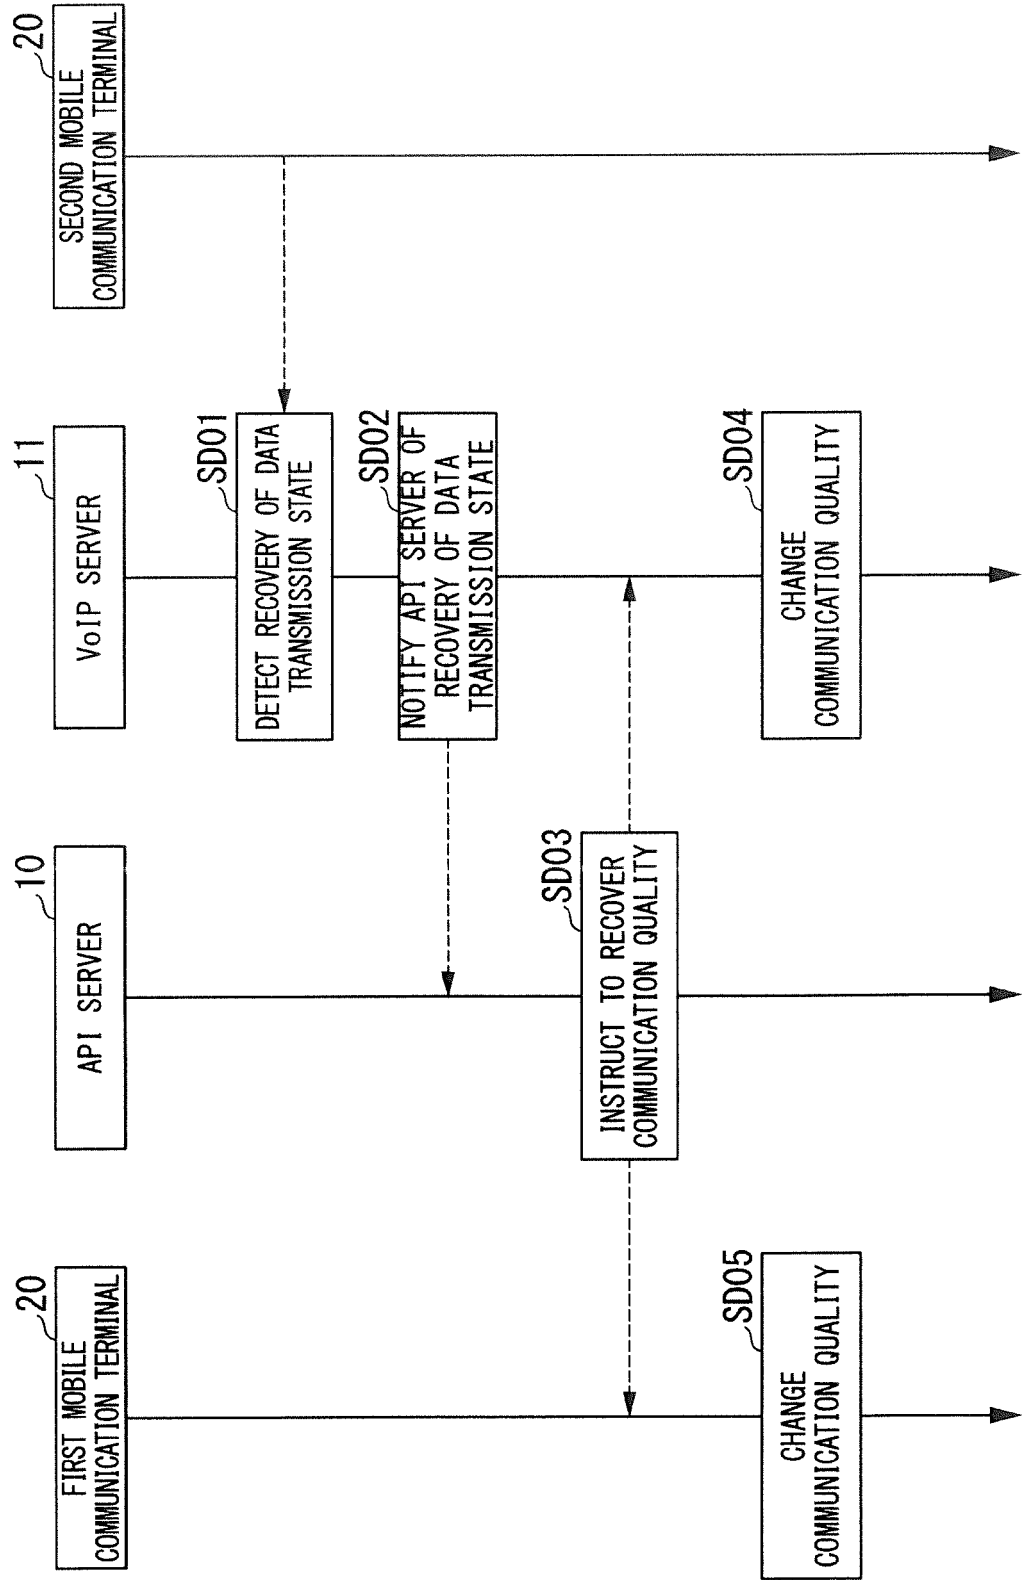 20
FIRST MOBILE
COMMUNICATION TERMINAL
10
API SERVER
11
VoIP SERVER
20
SECOND MOBILE
COMMUNICATION TERMINAL
SD01
DETECT RECOVERY OF DATA
TRANSMISSION STATE
SD02
NOTIFY API SERVER OF
RECOVERY OF DATA
TRANSMISSION STATE
SD03
INSTRUCT TO RECOVER
COMMUNICATION QUALITY
SD05
CHANGE
COMMUNICATION QUALITY
SD04
CHANGE
COMMUNICATION QUALITY